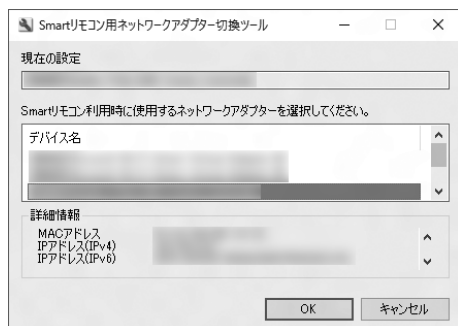 Smartリモコン用ネットワークアダプター切換ツール
現在の設定
Smartリモコン利用時に使用するネットワークアダプターを選択してください。
デバイス名
詳細情報
MACアドレス
IPアドレス(IPv4)
IPアドレス(IPv6)
OK
キャンセル